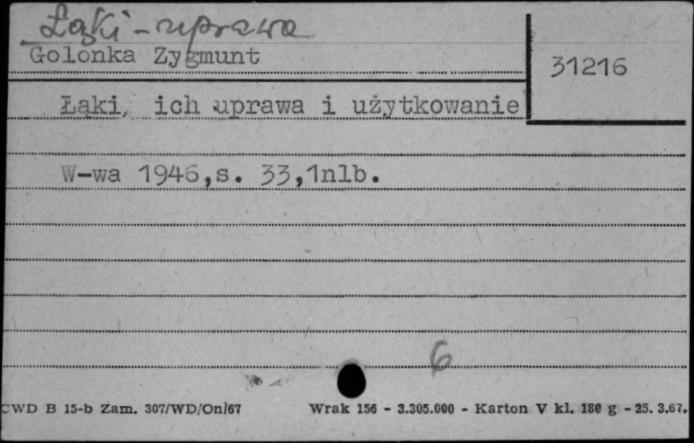 Łąki - uprawa
Golonka Zygmunt
31216
Łąki, ich uprawa i użytkowanie
W-wa 1946,s. 33,1nlb.
6
CWD B 15-b Zam. 307/WD/On/67 Wrak 156 - 3.305.000 - Karton V kl. 180 g - 25. 3.67.